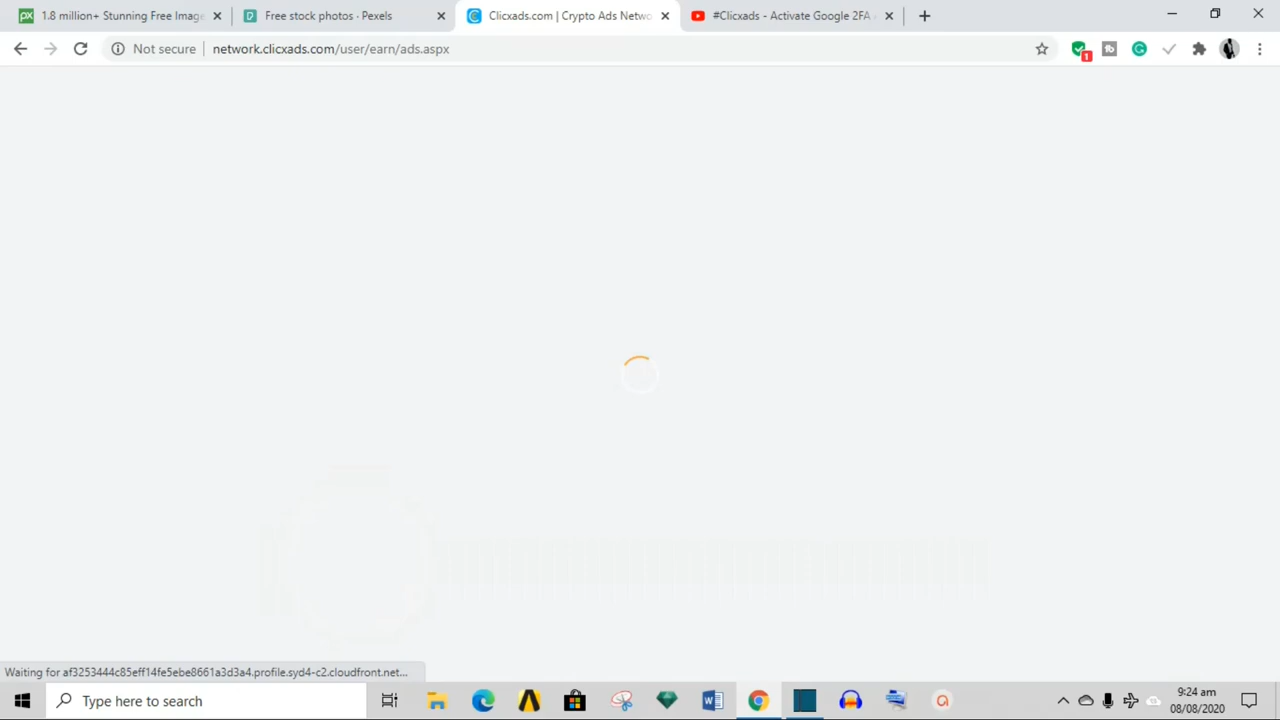 1.8 million+ Stunning Free Image
Free stock photos · Pexels
Clicxads.com | Crypto Ads Netwo
#Clicxads - Activate Google 2FA
Not secure
network.clicxads.com/user/earn/ads.aspx
1
Waiting for af3253444c85eff14fe5ebe8661a3d3a4.profile.syd4-c2.cloudfront.net...
Type here to search
9:24 am
08/08/2020